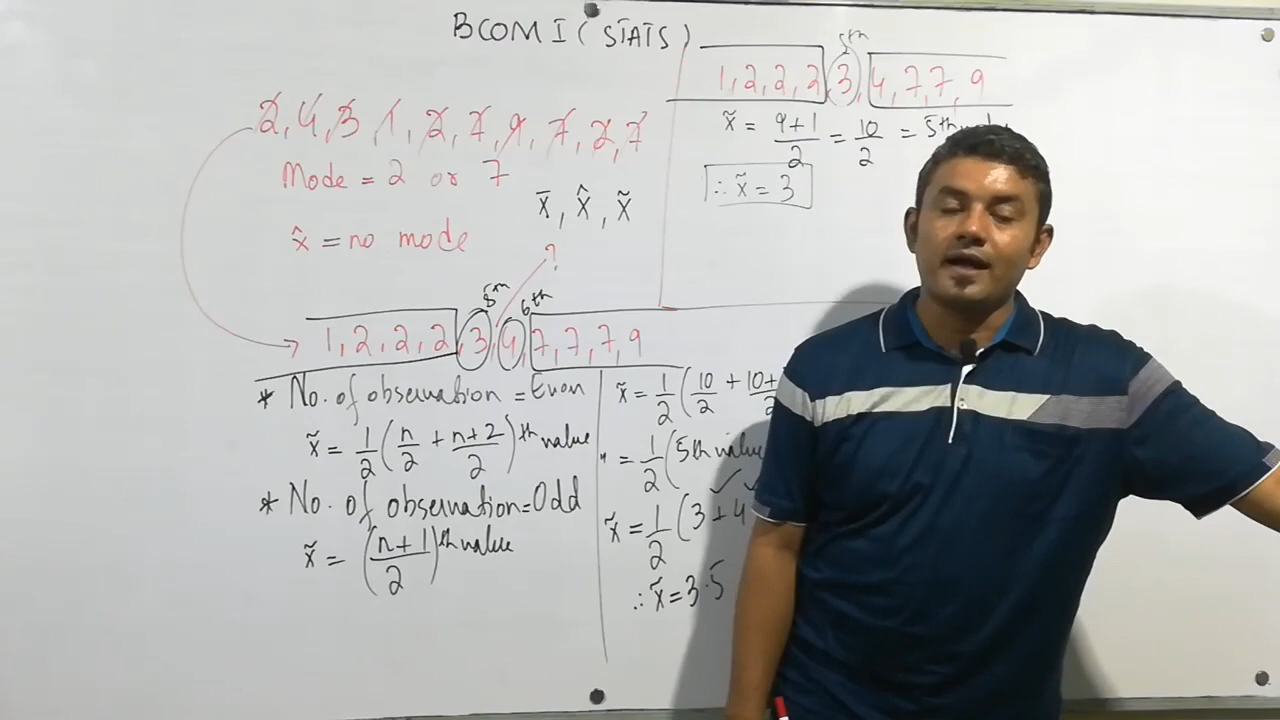 BCOM I (STATS)
2, 4, 3, 1, 2, 7, 9, 7, 2, 7
Mode = 2 or 7
x̄, x̂, x̃
x̂ = no mode
?
5th 6th
1, 2, 2, 2, 3, 4, 7, 7, 7, 9
* No. of observation = Even
x̃ = 1/2 (n/2 + n+2/2)th value
* No. of observation = Odd
x̃ = (n+1/2)th value
5th
1, 2, 2, 2, 3, 4, 7, 7, 9
x̃ = 9+1/2 = 10/2 = 5th
∴ x̃ = 3
x̃ = 1/2 (10/2 + 10+
" = 1/2 (5th value
x̃ = 1/2 (3 + 4
∴ x̃ = 3.5